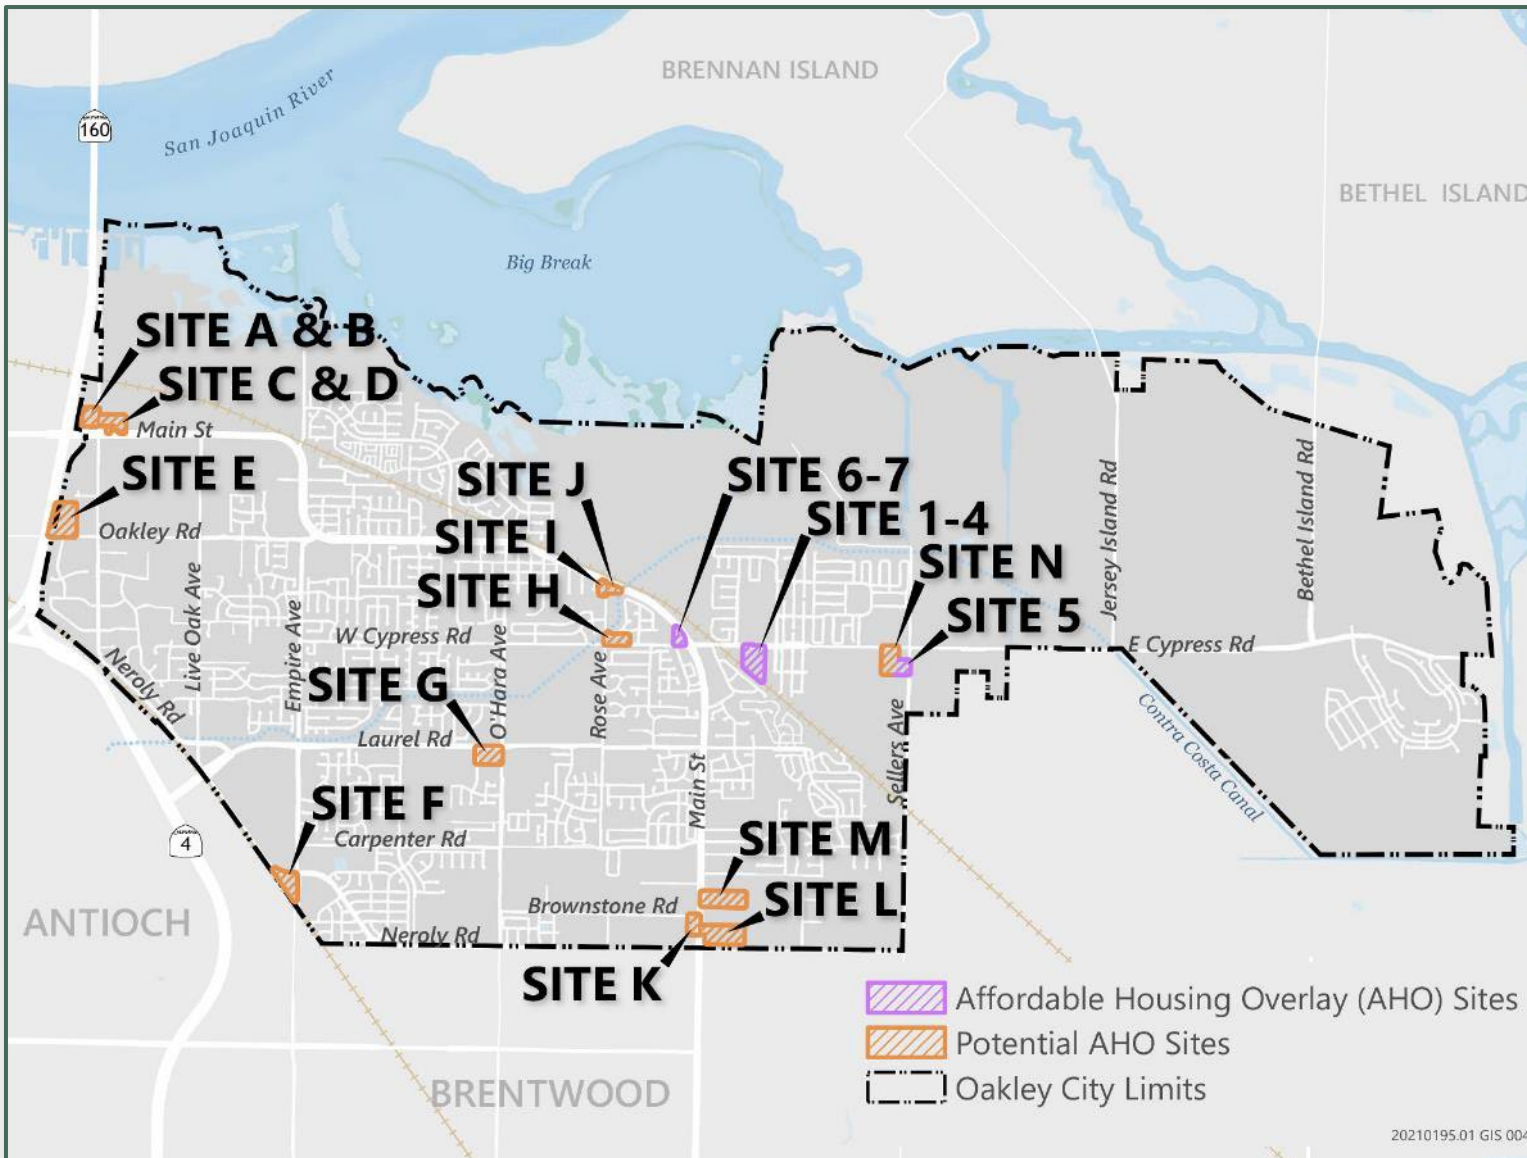 BRENNAN ISLAND
160
San Joaquin River
BETHEL ISLAND
Big Break
SITE A & B
SITE C & D
Main St
SITE E
Oakley Rd
SITE J
SITE 6-7
SITE I
SITE 1-4
SITE H
SITE N
SITE 5
Jersey Island Rd
Bethel Island Rd
Live Oak Ave
Empire Ave
W Cypress Rd
O'Hara Ave
Rose Ave
E Cypress Rd
Neroly Rd
SITE G
Laurel Rd
Main St
Sellers Ave
Contra Costa Canal
SITE F
4
Carpenter Rd
SITE M
Brownstone Rd
SITE L
ANTIOCH
Neroly Rd
SITE K
Affordable Housing Overlay (AHO) Sites
Potential AHO Sites
BRENTWOOD
Oakley City Limits
20210195.01 GIS 004